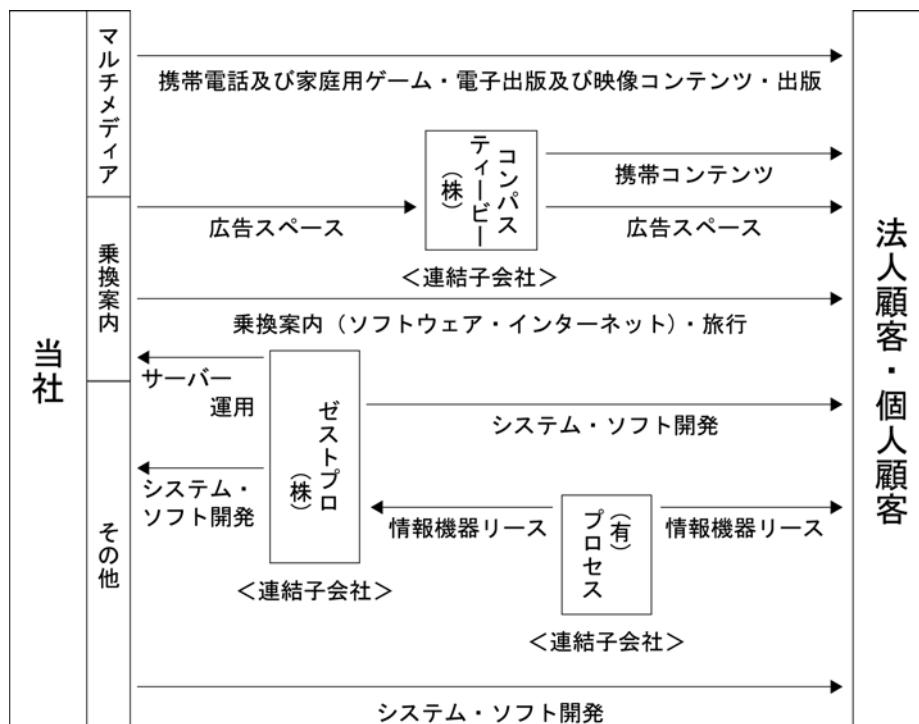 当社
マルチメディア
乗換案内
その他
携帯電話及び家庭用ゲーム・電子出版及び映像コンテンツ・出版
コンパス
ティービー
（株）
＜連結子会社＞
携帯コンテンツ
広告スペース
広告スペース
乗換案内（ソフトウェア・インターネット）・旅行
サーバー
運用
ゼストプロ
（株）
＜連結子会社＞
システム・ソフト開発
システム・
ソフト開発
情報機器リース
（有）
プロセス
＜連結子会社＞
情報機器リース
システム・ソフト開発
法人顧客・個人顧客